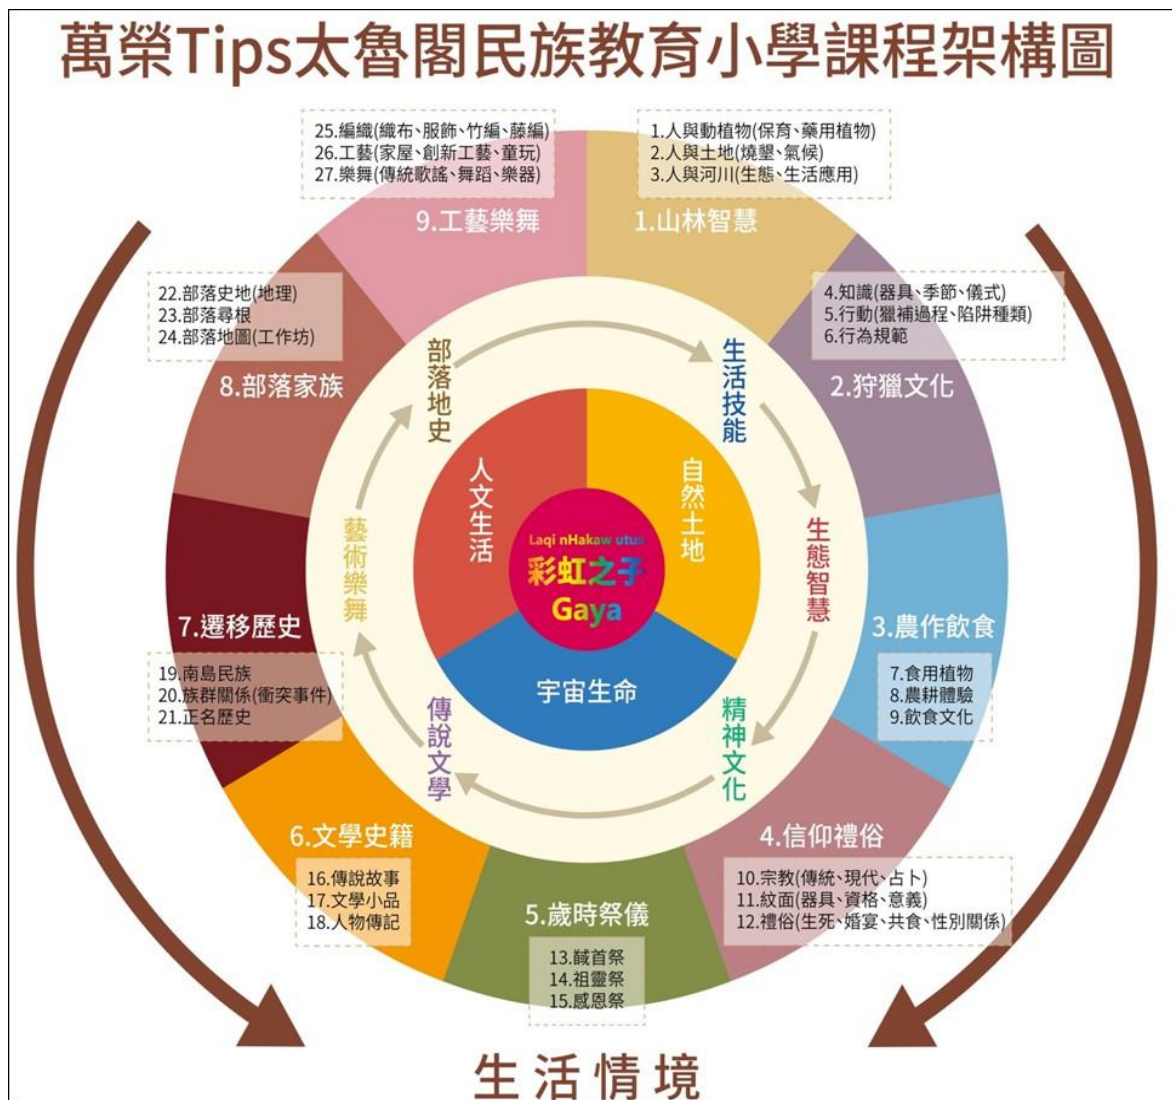 萬榮Tips太魯閣民族教育小學課程架構圖
25.編織(織布、服飾、竹編、藤編)
26.工藝(家屋、創新工藝、童玩)
27.樂舞(傳統歌謠、舞蹈、樂器)
9.工藝樂舞
1.人與動植物(保育、藥用植物)
2.人與土地(燒墾、氣候)
3.人與河川(生態、生活應用)
1.山林智慧
22.部落史地(地理)
23.部落尋根
24.部落地圖(工作坊)
8.部落家族
4.知識(器具、季節、儀式)
5.行動(獵補過程、陷阱種類)
6.行為規範
2.狩獵文化
部落地史
生活技能
人文生活
自然土地
Laqi nHakaw utux
彩虹之子
Gaya
藝術樂舞
生態智慧
7.遷移歷史
19.南島民族
20.族群關係(衝突事件)
21.正名歷史
3.農作飲食
7.食用植物
8.農耕體驗
9.飲食文化
宇宙生命
傳說文學
精神文化
6.文學史籍
16.傳說故事
17.文學小品
18.人物傳記
5.歲時祭儀
13.馘首祭
14.祖靈祭
15.感恩祭
4.信仰禮俗
10.宗教(傳統、現代、占卜)
11.紋面(器具、資格、意義)
12.禮俗(生死、婚宴、共食、性別關係)
生活情境